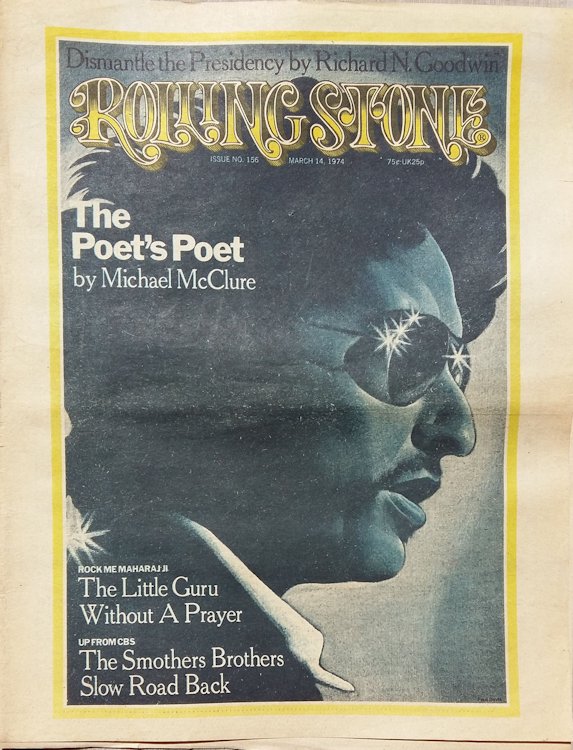 Dismantle the Presidency by Richard N. Goodwin
ROLLING STONE
ISSUE NO. 156 MARCH 14, 1974 75¢·UK25p
The
Poet's Poet
by Michael McClure
ROCK ME MAHARAJ JI
The Little Guru
Without A Prayer
UP FROM CBS
The Smothers Brothers
Slow Road Back